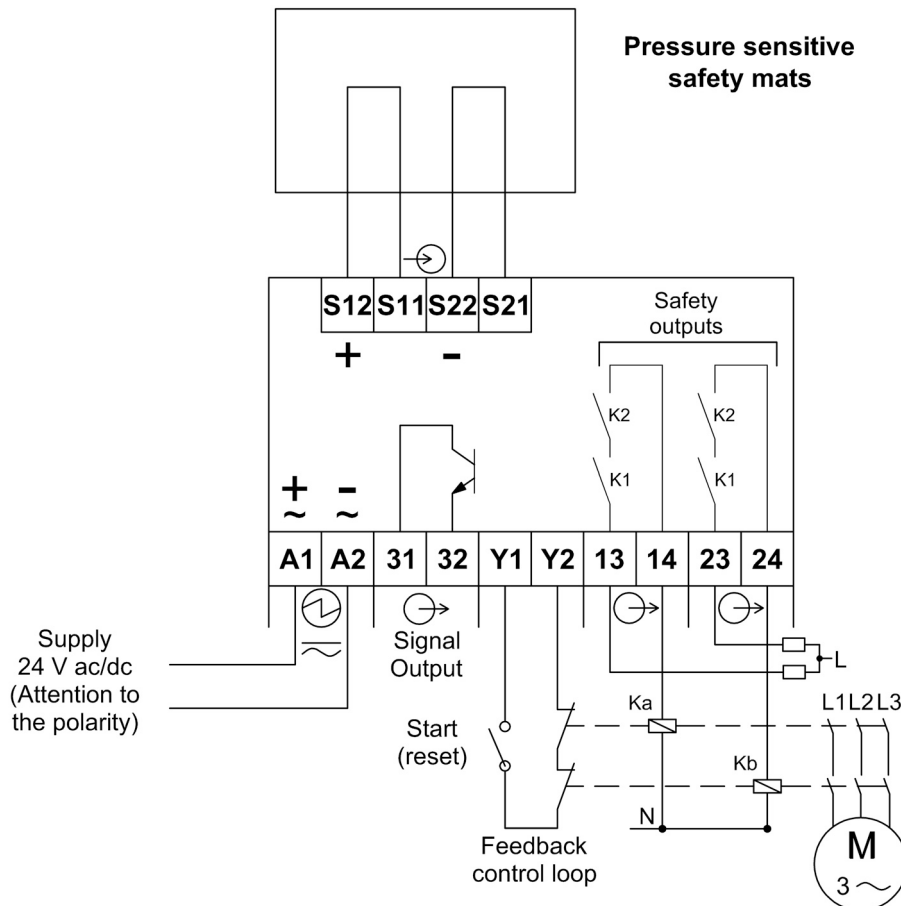 Pressure sensitive
safety mats
S12 S11 S22 S21
+ -
Safety
outputs
K2 K2
K1 K1
+ -
~ ~
A1 A2 31 32 Y1 Y2 13 14 23 24
Supply
24 V ac/dc
(Attention to
the polarity)
Signal
Output
L
Start
(reset)
Ka
L1 L2 L3
Kb
N
Feedback
control loop
M
3 ~